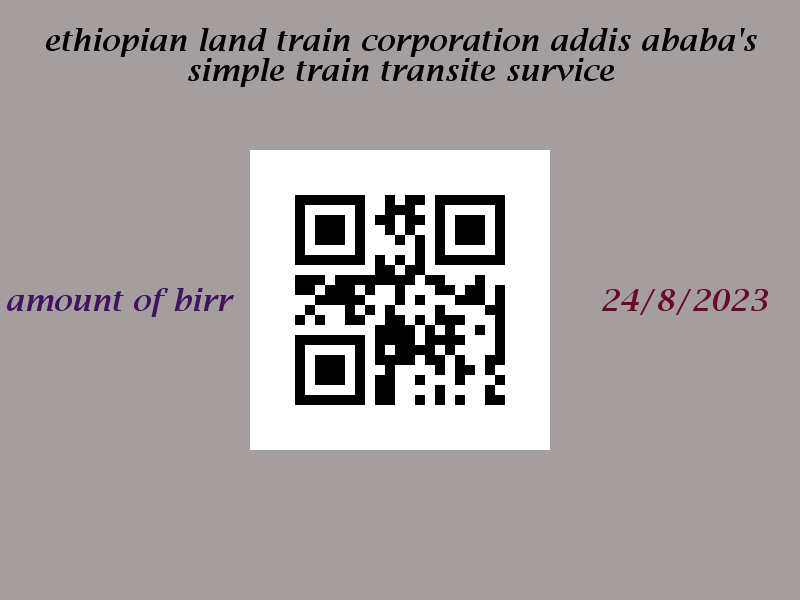 ethiopian land train corporation addis ababa's
simple train transite survice
amount of birr
24/8/2023